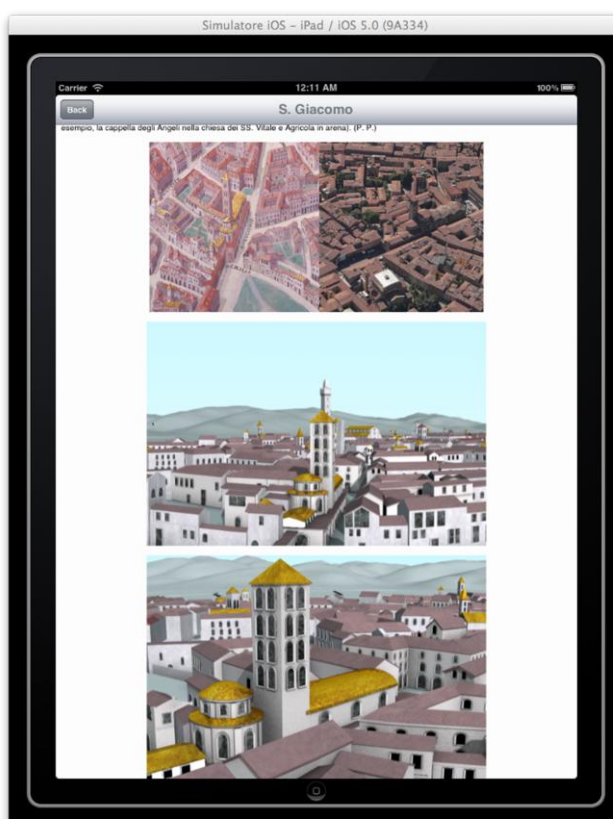 Simulatore iOS – iPad / iOS 5.0 (9A334)
Carrier 12:11 AM 100%
Back S. Giacomo
esempio, la cappella degli Angeli nella chiesa dei SS. Vitale e Agricola in arena). (P. P.)